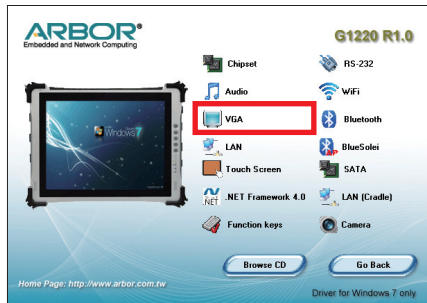 ARBOR®
Embedded and Network Computing
G1220 R1.0
Chipset
RS-232
Audio
WiFi
VGA
Bluetooth
LAN
BlueSolei
Touch Screen
SATA
.NET
.NET Framework 4.0
LAN (Cradle)
Function keys
Camera
Windows 7
Browse CD
Go Back
Home Page: http://www.arbor.com.tw
Driver for Windows 7 only